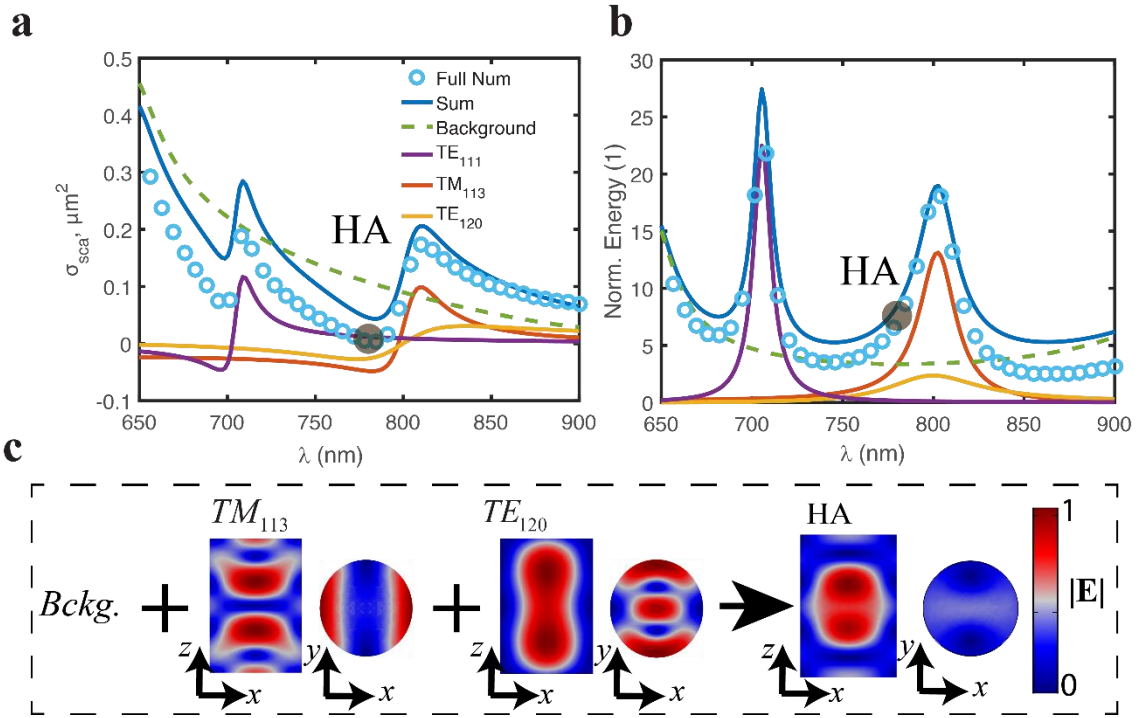 a
0.5
0.4
0.3
0.2
0.1
0
-0.1
σsca, μm²
650 700 750 800 850 900
λ (nm)
Full Num
Sum
Background
TE111
TM113
TE120
HA
b
30
25
20
15
10
5
0
Norm. Energy (1)
650 700 750 800 850 900
λ (nm)
HA
c
Bckg. +
TM113
z x
y x
+
TE120
z x
y x
HA
z x
y x
1
|E|
0